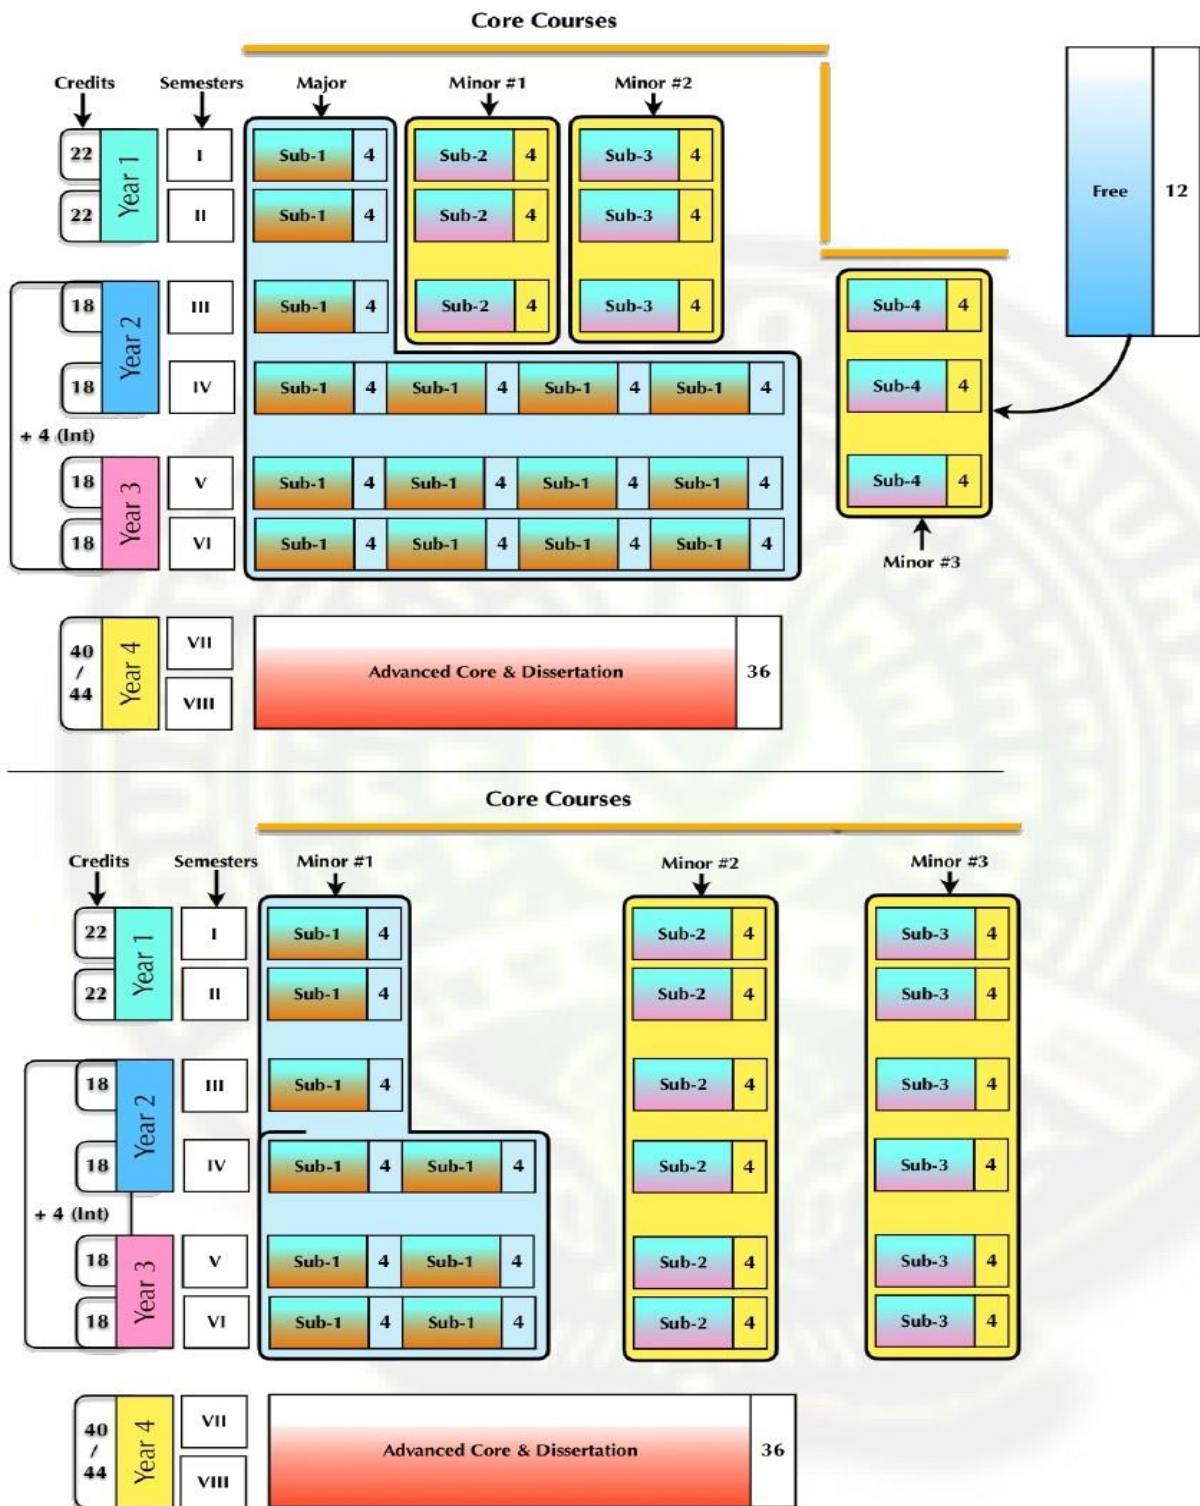 Core Courses
Credits Semesters Major Minor #1 Minor #2
22 Year 1 I Sub-1 4 Sub-2 4 Sub-3 4
22 II Sub-1 4 Sub-2 4 Sub-3 4
Free 12
18 Year 2 III Sub-1 4 Sub-2 4 Sub-3 4 Sub-4 4
18 IV Sub-1 4 Sub-1 4 Sub-1 4 Sub-1 4 Sub-4 4
+ 4 (Int)
18 Year 3 V Sub-1 4 Sub-1 4 Sub-1 4 Sub-1 4 Sub-4 4
18 VI Sub-1 4 Sub-1 4 Sub-1 4 Sub-1 4
Minor #3
40 / 44 Year 4 VII VIII
Advanced Core & Dissertation 36
Core Courses
Credits Semesters Minor #1 Minor #2 Minor #3
22 Year 1 I Sub-1 4 Sub-2 4 Sub-3 4
22 II Sub-1 4 Sub-2 4 Sub-3 4
18 Year 2 III Sub-1 4 Sub-2 4 Sub-3 4
18 IV Sub-1 4 Sub-1 4 Sub-2 4 Sub-3 4
+ 4 (Int)
18 Year 3 V Sub-1 4 Sub-1 4 Sub-2 4 Sub-3 4
18 VI Sub-1 4 Sub-1 4 Sub-2 4 Sub-3 4
40 / 44 Year 4 VII VIII
Advanced Core & Dissertation 36